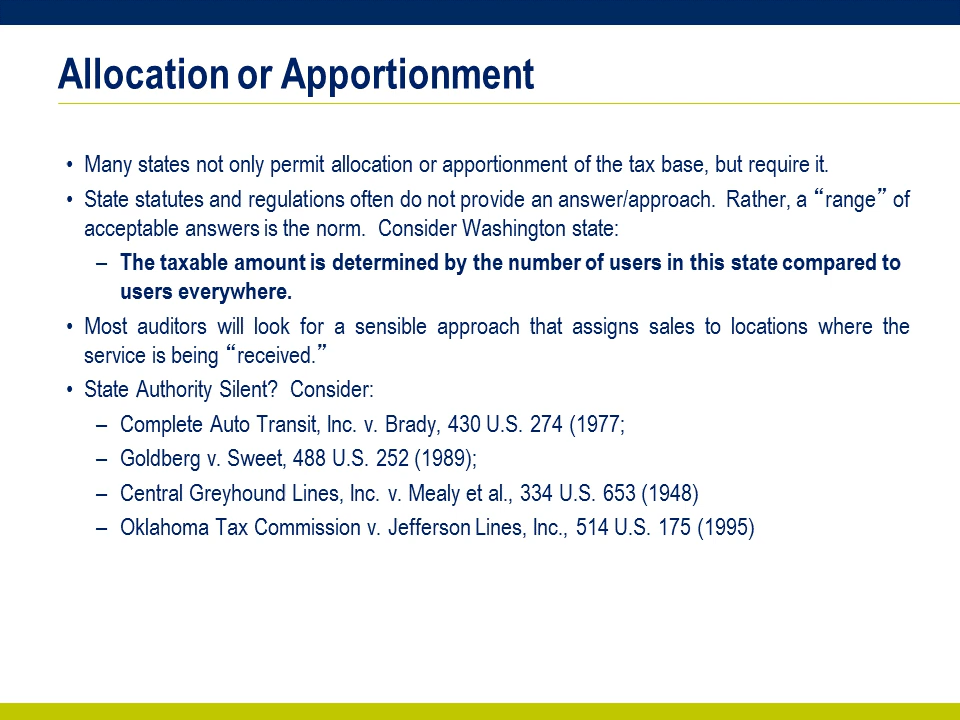 Allocation or Apportionment
• Many states not only permit allocation or apportionment of the tax base, but require it.
• State statutes and regulations often do not provide an answer/approach. Rather, a “range” of
acceptable answers is the norm. Consider Washington state:
– The taxable amount is determined by the number of users in this state compared to
users everywhere.
• Most auditors will look for a sensible approach that assigns sales to locations where the
service is being “received.”
• State Authority Silent? Consider:
– Complete Auto Transit, Inc. v. Brady, 430 U.S. 274 (1977;
– Goldberg v. Sweet, 488 U.S. 252 (1989);
– Central Greyhound Lines, Inc. v. Mealy et al., 334 U.S. 653 (1948)
– Oklahoma Tax Commission v. Jefferson Lines, Inc., 514 U.S. 175 (1995)